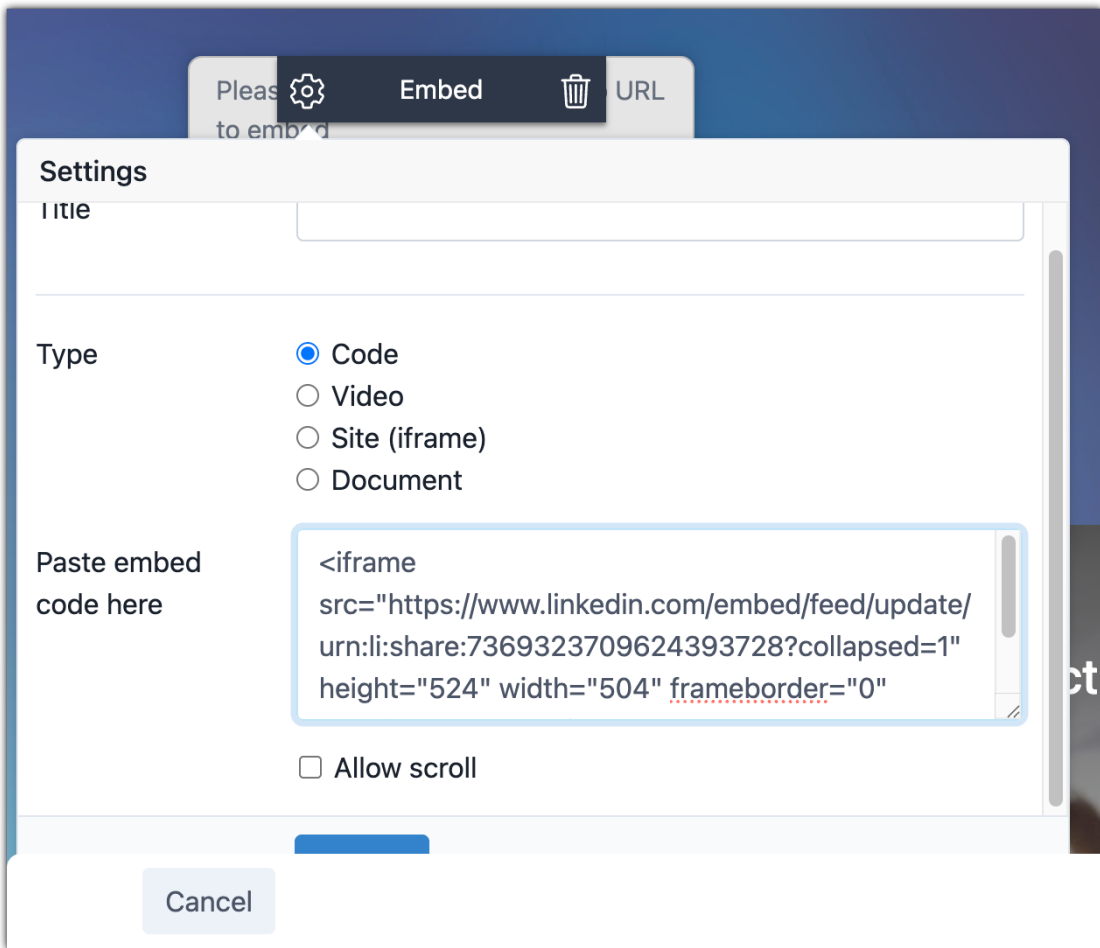 Pleas
Embed
URL
to embed
Settings
Title
Type
Code
Video
Site (iframe)
Document
Paste embed
code here
<iframe
src="https://www.linkedin.com/embed/feed/update/
urn:li:share:7369323709624393728?collapsed=1"
height="524" width="504" frameborder="0"
Allow scroll
ct
Cancel